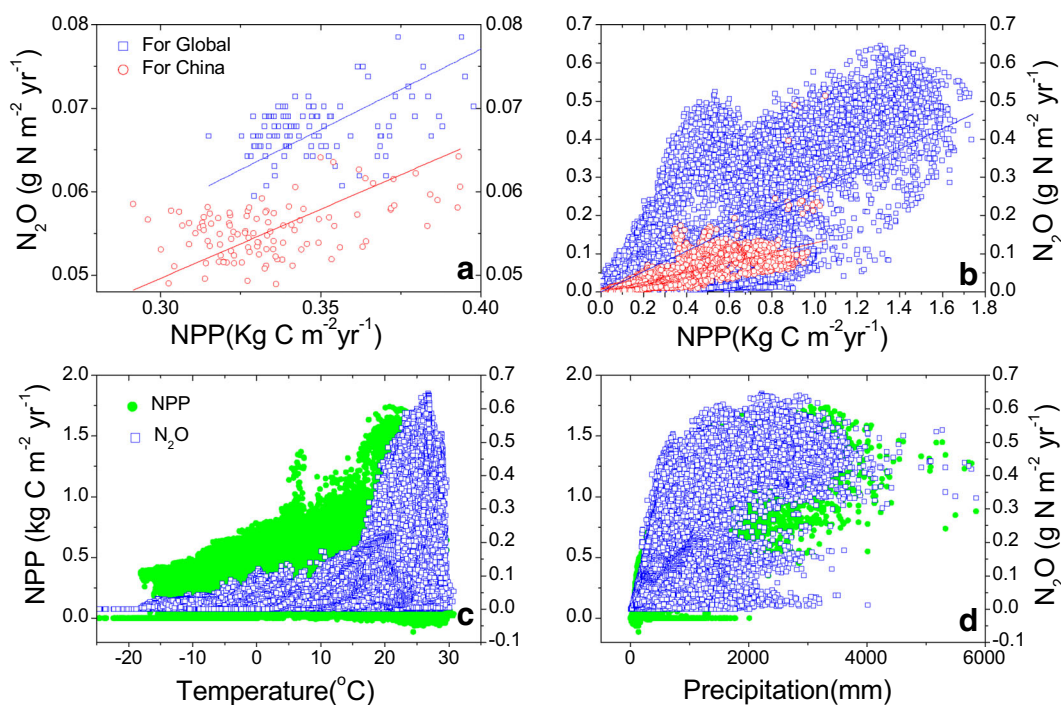 0.08
0.07
0.06
0.05
N₂O (g N m⁻² yr⁻¹)
For Global
For China
a
0.08
0.07
0.06
0.05
0.30 0.35 0.40
NPP(Kg C m⁻²yr⁻¹)
0.7
0.6
0.5
0.4
0.3
0.2
0.1
0.0
b
0.7
0.6
0.5
0.4
0.3
0.2
0.1
0.0
N₂O (g N m⁻² yr⁻¹)
0.0 0.2 0.4 0.6 0.8 1.0 1.2 1.4 1.6 1.8
NPP(Kg C m⁻²yr⁻¹)
2.0
1.5
1.0
0.5
0.0
NPP (kg C m⁻² yr⁻¹)
NPP
N₂O
c
0.7
0.6
0.5
0.4
0.3
0.2
0.1
0.0
-0.1
-20 -10 0 10 20 30
Temperature(°C)
2.0
1.5
1.0
0.5
0.0
d
0.7
0.6
0.5
0.4
0.3
0.2
0.1
0.0
-0.1
N₂O (g N m⁻² yr⁻¹)
0 2000 4000 6000
Precipitation(mm)